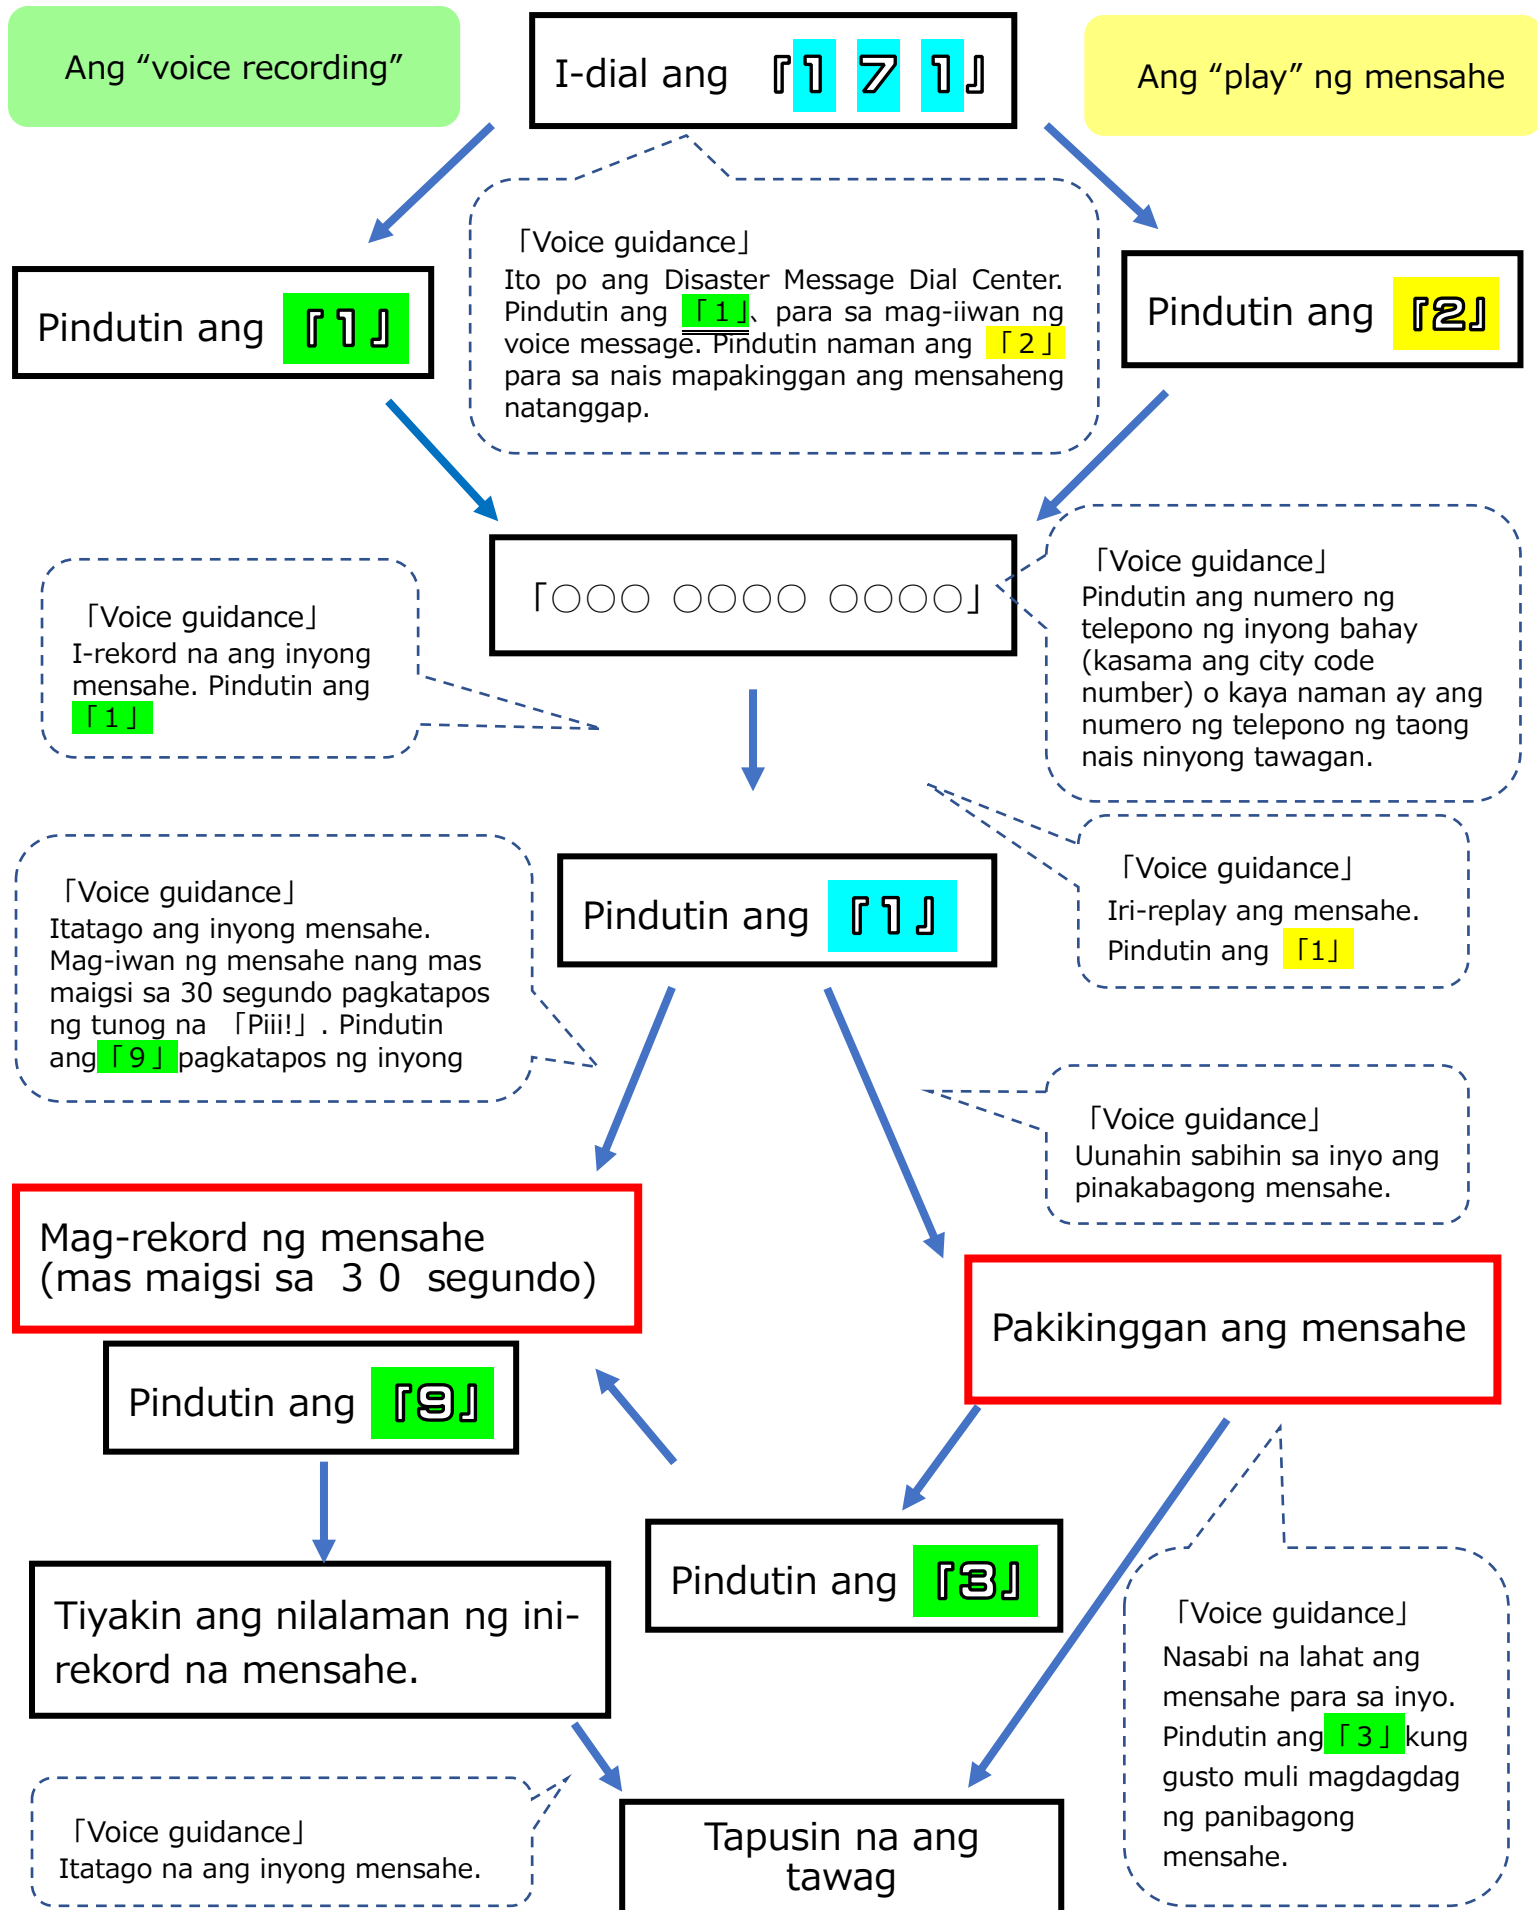 Ang “voice recording”
I-dial ang 『1 7 1』
Ang “play” ng mensahe
「Voice guidance」
Ito po ang Disaster Message Dial Center.
Pindutin ang 「1」、 para sa mag-iiwan ng
voice message. Pindutin naman ang 「2」
para sa nais mapakinggan ang mensaheng
natanggap.
Pindutin ang 『1』
Pindutin ang 『2』
「○○○ ○○○○ ○○○○」
「Voice guidance」
Pindutin ang numero ng
telepono ng inyong bahay
(kasama ang city code
number) o kaya naman ay ang
numero ng telepono ng taong
nais ninyong tawagan.
「Voice guidance」
I-rekord na ang inyong
mensahe. Pindutin ang
「1」
「Voice guidance」
Iri-replay ang mensahe.
Pindutin ang 「1」
Pindutin ang 『1』
「Voice guidance」
Itatago ang inyong mensahe.
Mag-iwan ng mensahe nang mas
maigsi sa 30 segundo pagkatapos
ng tunog na 「Piii!」. Pindutin
ang「9」pagkatapos ng inyong
「Voice guidance」
Uunahin sabihin sa inyo ang
pinakabagong mensahe.
Mag-rekord ng mensahe
(mas maigsi sa ３０ segundo)
Pakikinggan ang mensahe
Pindutin ang 『9』
Pindutin ang 『3』
Tiyakin ang nilalaman ng ini-
rekord na mensahe.
「Voice guidance」
Nasabi na lahat ang
mensahe para sa inyo.
Pindutin ang「3」kung
gusto muli magdagdag
ng panibagong
mensahe.
「Voice guidance」
Itatago na ang inyong mensahe.
Tapusin na ang
tawag